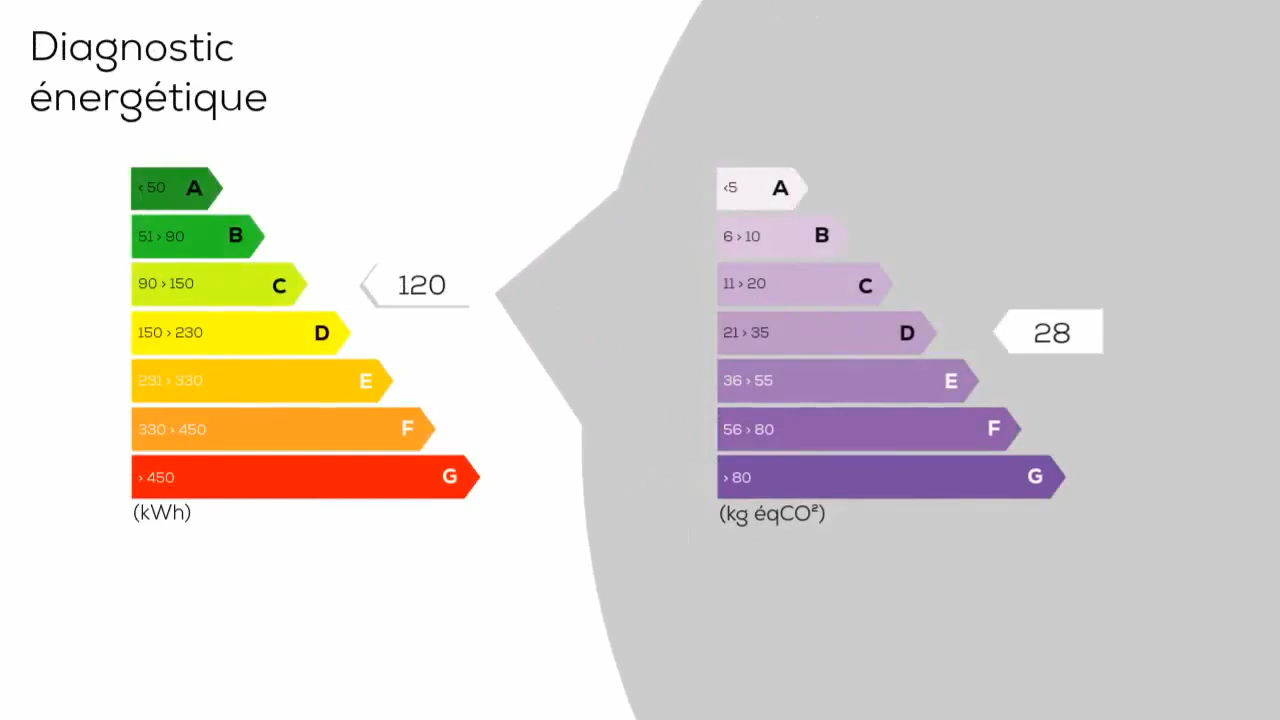 Diagnostic
énergétique
< 50 A
51 > 90 B
90 > 150 C
120
150 > 230 D
231 > 330 E
330 > 450 F
> 450 G
(kWh)
<5 A
6 > 10 B
11 > 20 C
21 > 35 D
28
36 > 55 E
56 > 80 F
> 80 G
(kg éqCO²)